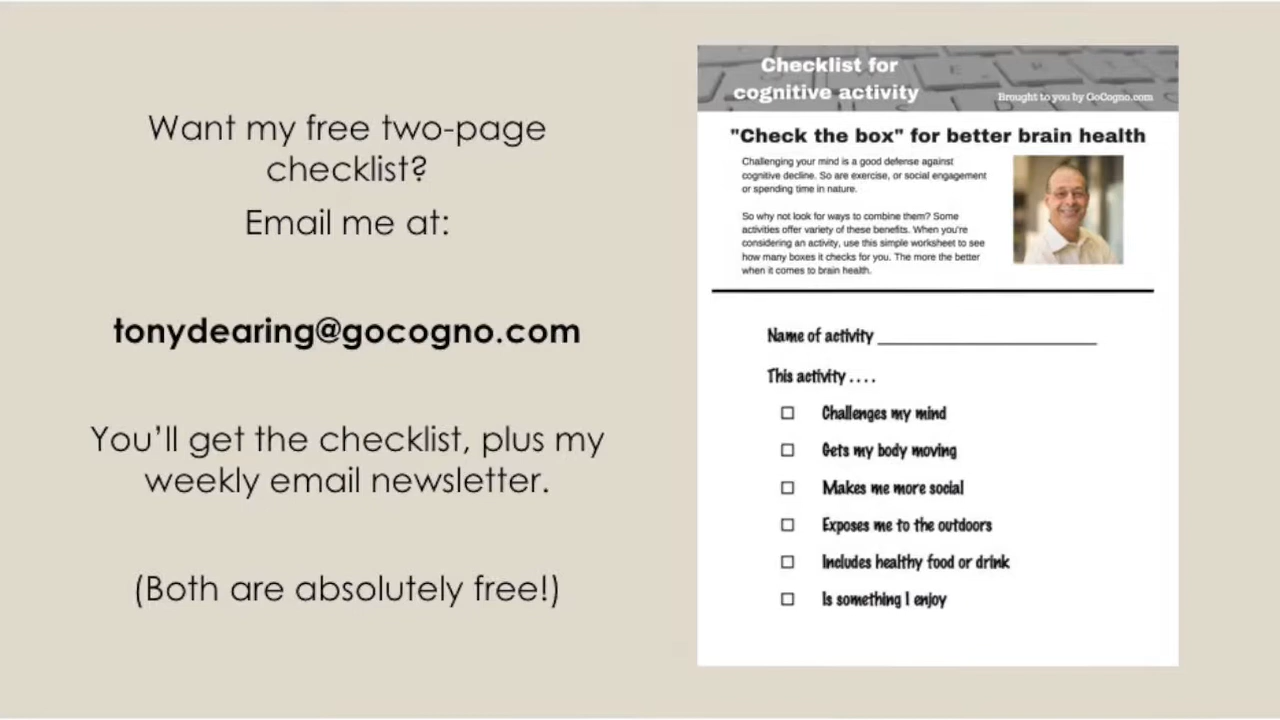 Want my free two-page
checklist?
Email me at:
tonydearing@gocogno.com
You'll get the checklist, plus my
weekly email newsletter.
(Both are absolutely free!)
Checklist for
cognitive activity
Brought to you by GoCogno.com
"Check the box" for better brain health
Challenging your mind is a good defense against
cognitive decline. So are exercise, or social engagement
or spending time in nature.
So why not look for ways to combine them? Some
activities offer variety of these benefits. When you're
considering an activity, use this simple worksheet to see
how many boxes it checks for you. The more the better
when it comes to brain health.
Name of activity ______________________
This activity . . . .
☐ Challenges my mind
☐ Gets my body moving
☐ Makes me more social
☐ Exposes me to the outdoors
☐ Includes healthy food or drink
☐ Is something I enjoy